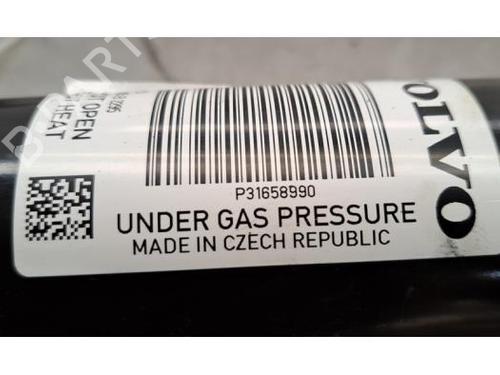 OPEN
HEAT
P31658990
UNDER GAS PRESSURE
MADE IN CZECH REPUBLIC
VOLVO